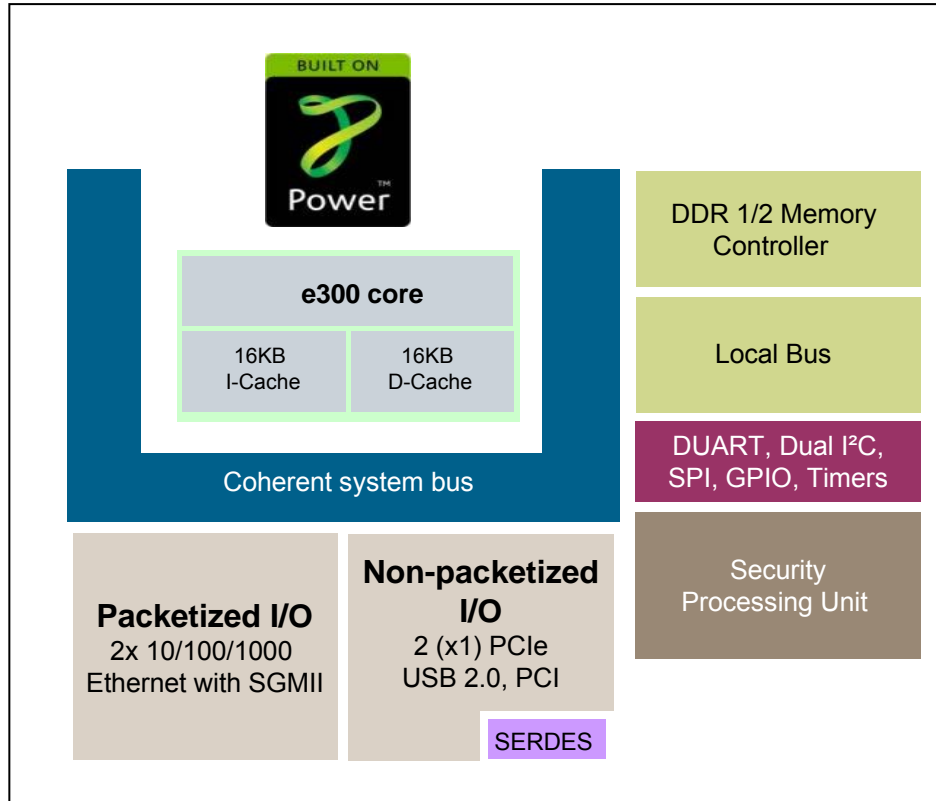 BUILT ON
Power™
e300 core
16KB
I-Cache
16KB
D-Cache
Coherent system bus
Packetized I/O
2x 10/100/1000
Ethernet with SGMII
Non-packetized
I/O
2 (x1) PCIe
USB 2.0, PCI
SERDES
DDR 1/2 Memory
Controller
Local Bus
DUART, Dual I²C,
SPI, GPIO, Timers
Security
Processing Unit